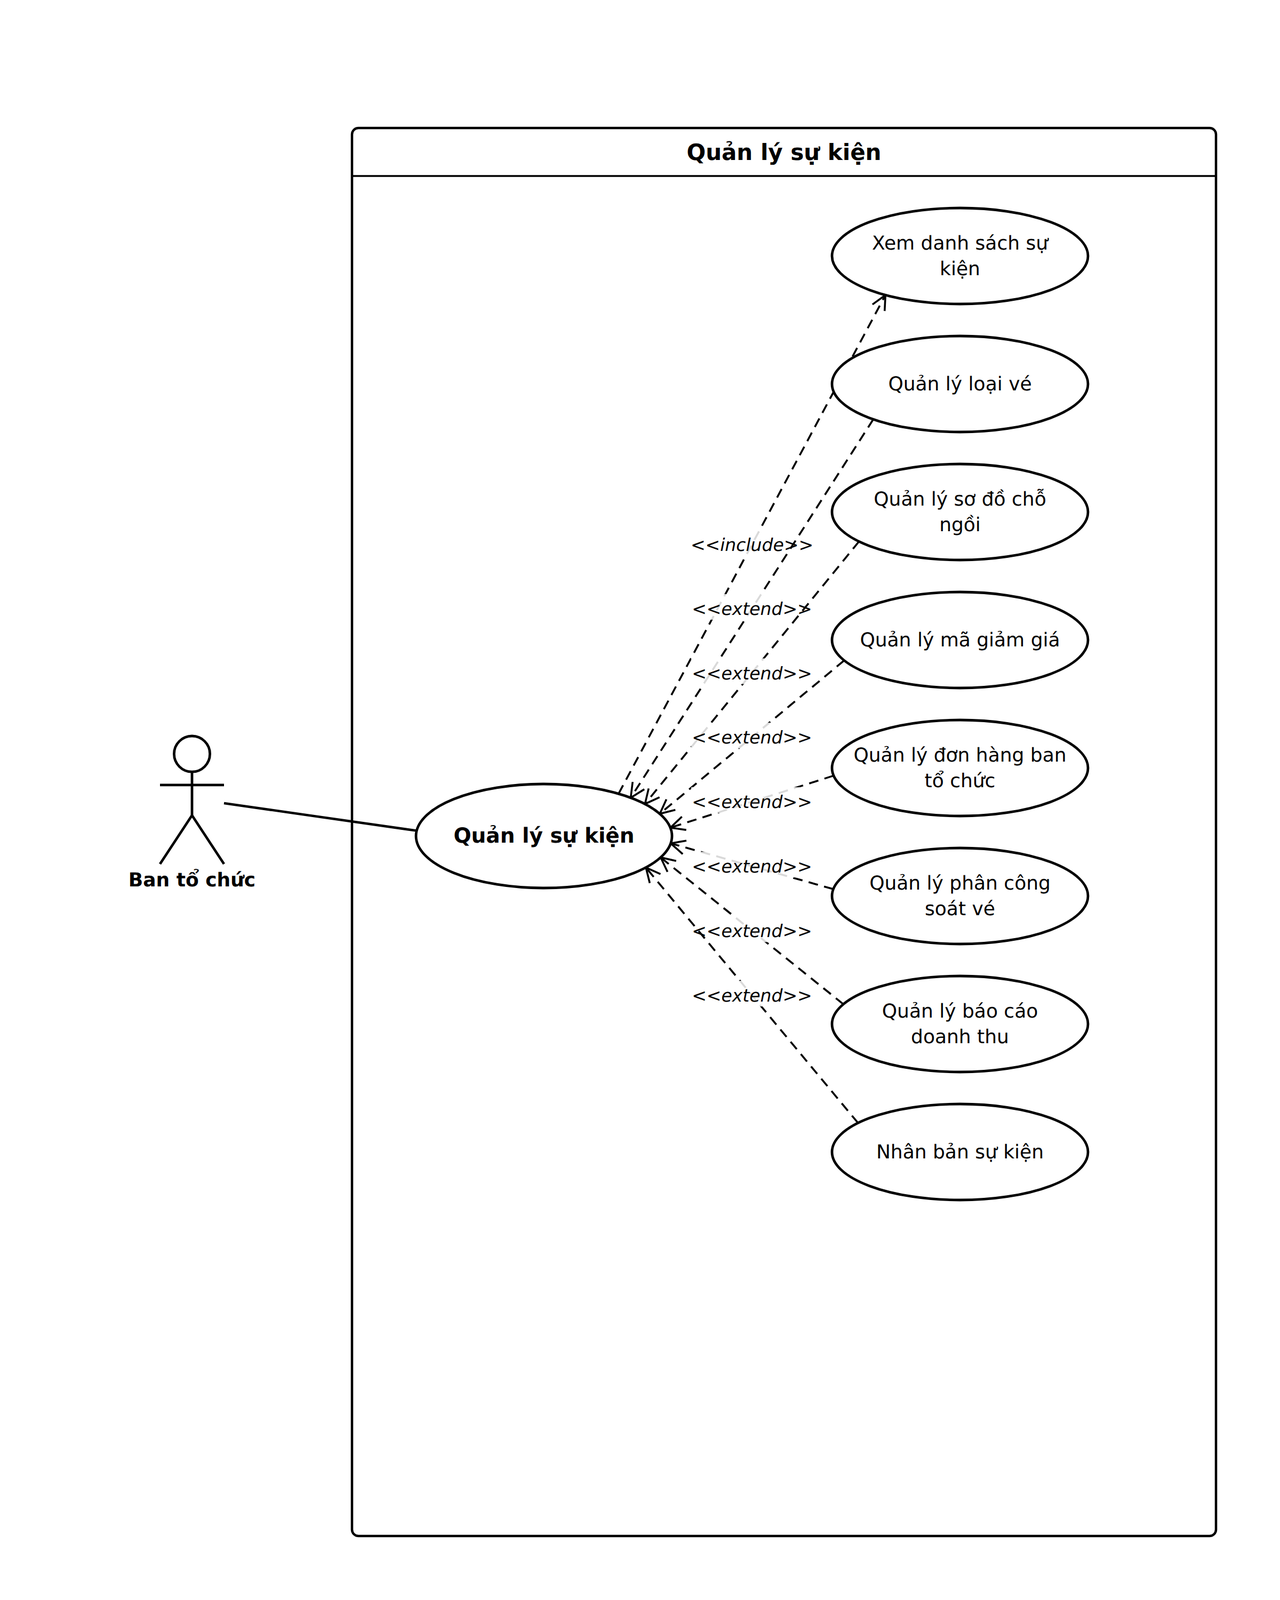 Quản lý sự kiện
Xem danh sách sự
kiện
Quản lý loại vé
Quản lý sơ đồ chỗ
ngồi
<<include>>
<<extend>>
Quản lý mã giảm giá
<<extend>>
<<extend>>
Quản lý đơn hàng ban
tổ chức
<<extend>>
Quản lý sự kiện
<<extend>>
Ban tổ chức
Quản lý phân công
soát vé
<<extend>>
<<extend>>
Quản lý báo cáo
doanh thu
Nhân bản sự kiện